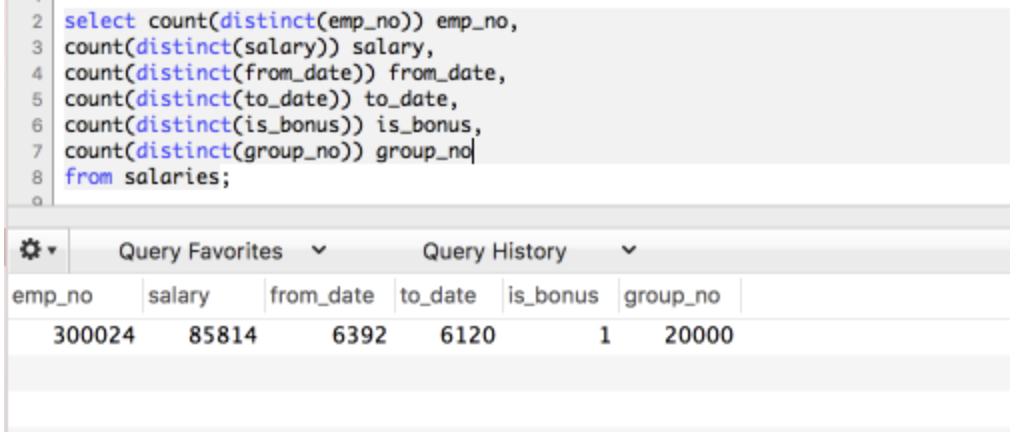 2 select count(distinct(emp_no)) emp_no,
3 count(distinct(salary)) salary,
4 count(distinct(from_date)) from_date,
5 count(distinct(to_date)) to_date,
6 count(distinct(is_bonus)) is_bonus,
7 count(distinct(group_no)) group_no
8 from salaries;
9
Query Favorites Query History
emp_no salary from_date to_date is_bonus group_no
300024 85814 6392 6120 1 20000